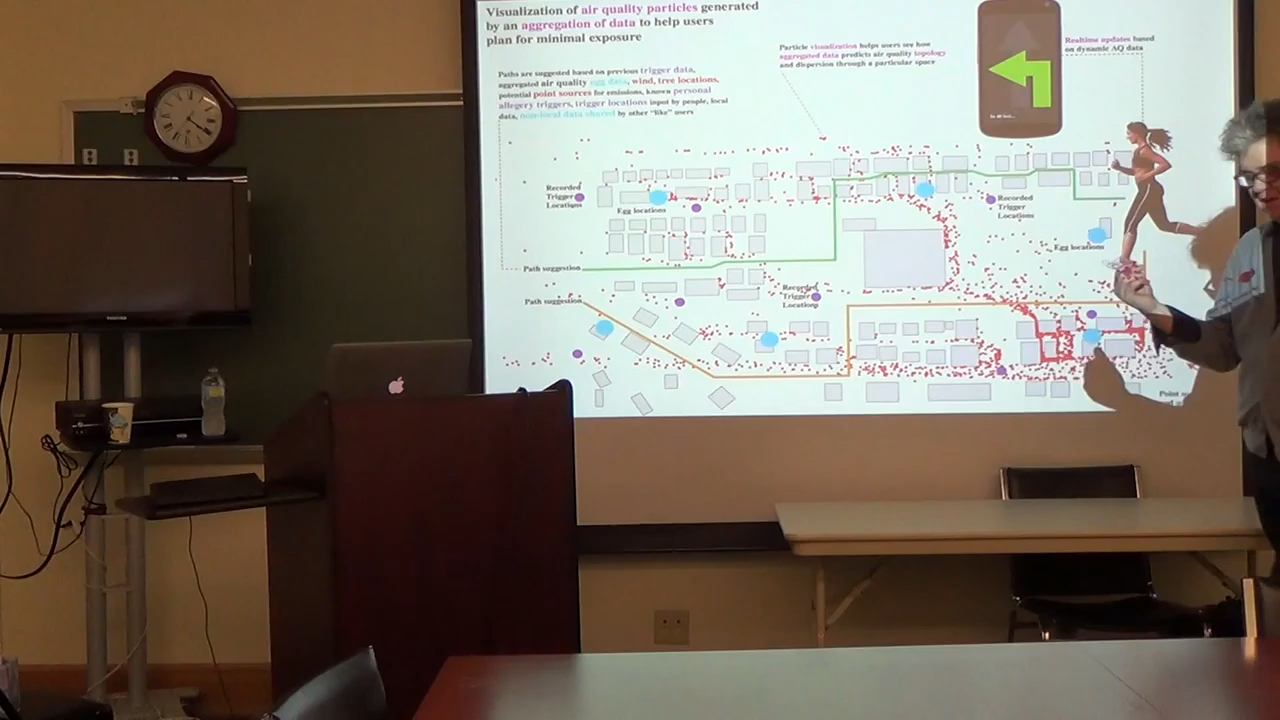 Visualization of air quality particles generated
by an aggregation of data to help users
plan for minimal exposure
Paths are suggested based on previous trigger data,
aggregated air quality egg data, wind, tree locations,
potential point sources for emissions, known personal
allegery triggers, trigger locations input by people, local
data, non-local data shared by other "like" users
Particle visualization helps users see how
aggregated data predicts air quality topology
and dispersion through a particular space
Realtime updates based
on dynamic AQ data
Recorded
Trigger
Locations
Egg locations
Recorded
Trigger
Locations
Egg locations
Path suggestion
Path suggestion
Recorded
Trigger
Locations
Point
TOSHIBA